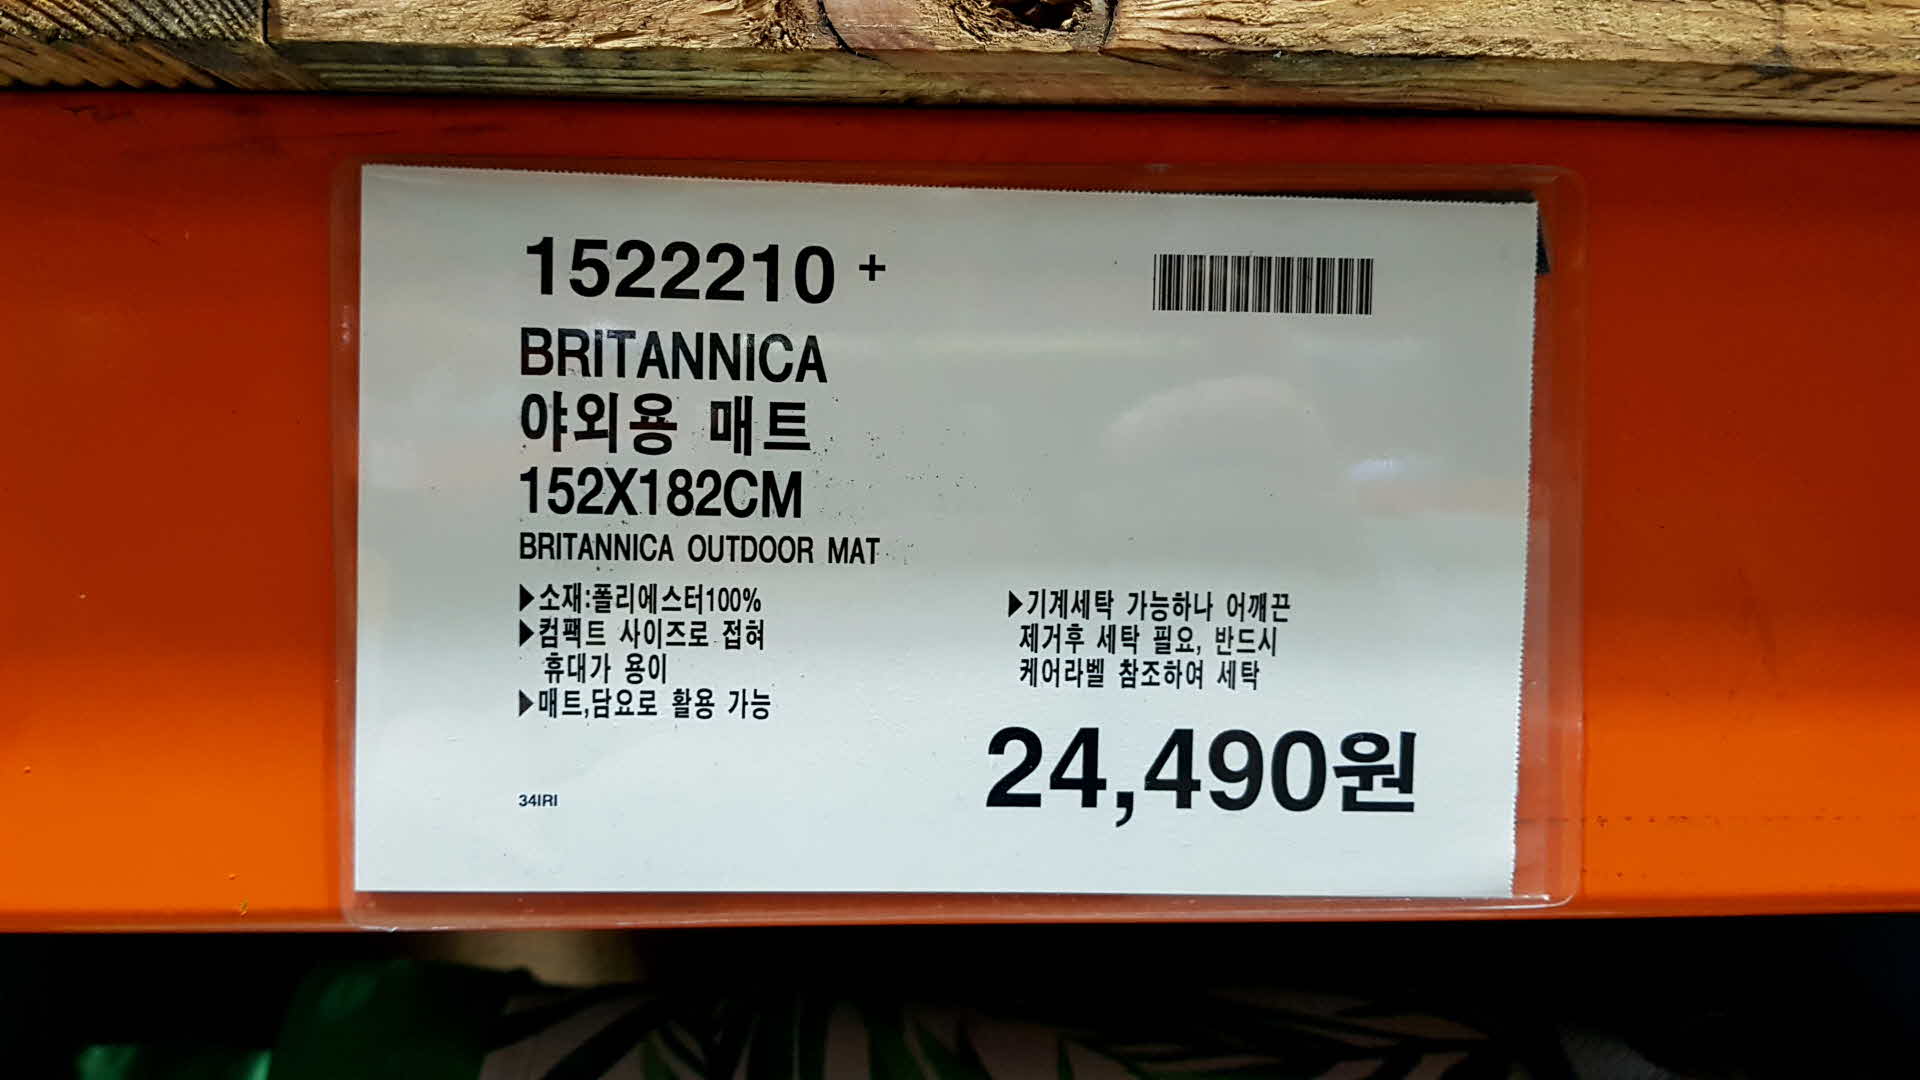 1522210 +
BRITANNICA
야외용 매트
152X182CM
BRITANNICA OUTDOOR MAT
▶소재:폴리에스터100%
▶컴팩트 사이즈로 접혀
휴대가 용이
▶매트,담요로 활용 가능
▶기계세탁 가능하나 어깨끈
제거후 세탁 필요, 반드시
케어라벨 참조하여 세탁
24,490원
34IRI